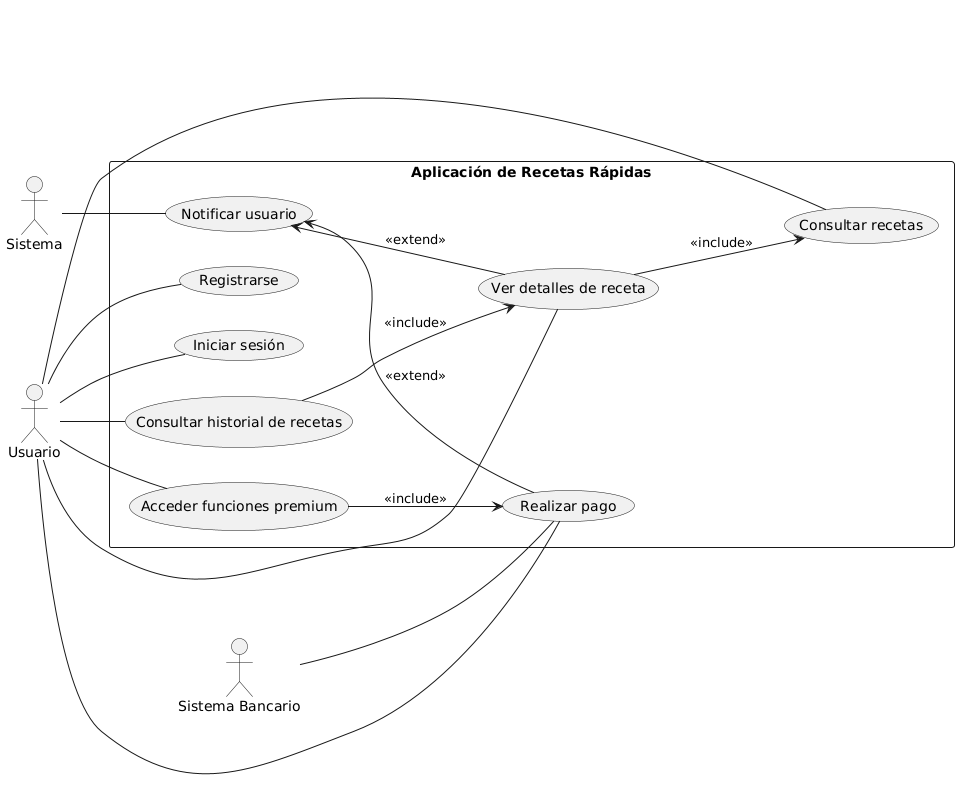 Aplicación de Recetas Rápidas
Notificar usuario
Sistema
Consultar recetas
«extend»
«include»
Registrarse
Ver detalles de receta
«include»
Iniciar sesión
«extend»
Consultar historial de recetas
Usuario
«include»
Acceder funciones premium
Realizar pago
Sistema Bancario